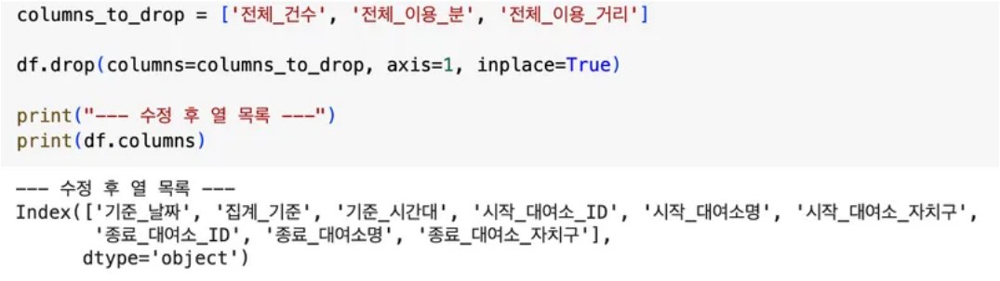 columns_to_drop = ['전체_건수', '전체_이용_분', '전체_이용_거리']
df.drop(columns=columns_to_drop, axis=1, inplace=True)
print("--- 수정 후 열 목록 ---")
print(df.columns)
--- 수정 후 열 목록 ---
Index(['기준_날짜', '집계_기준', '기준_시간대', '시작_대여소_ID', '시작_대여소명', '시작_대여소_자치구',
'종료_대여소_ID', '종료_대여소명', '종료_대여소_자치구'],
dtype='object')